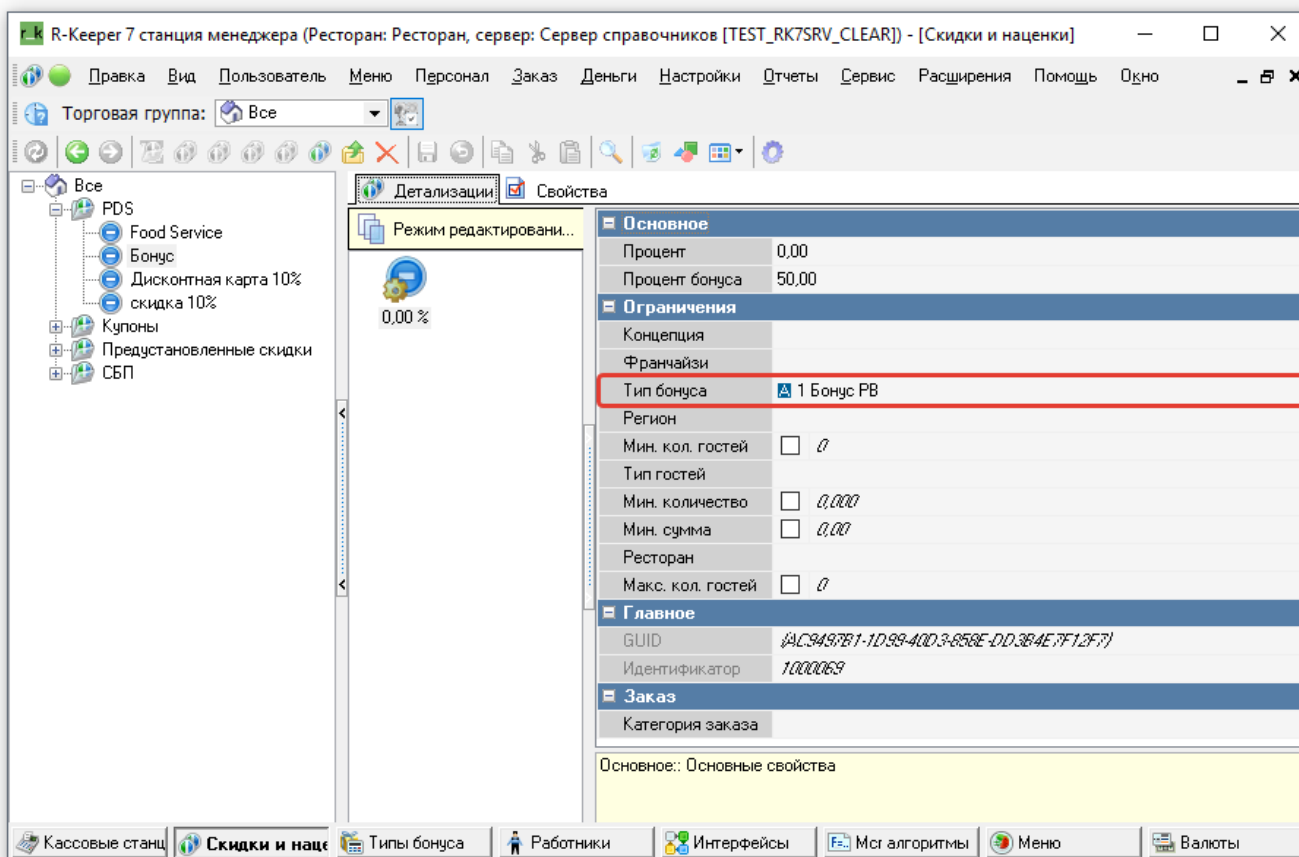 r_k R-Keeper 7 станция менеджера (Ресторан: Ресторан, сервер: Сервер справочников [TEST_RK7SRV_CLEAR]) - [Скидки и наценки]
Правка Вид Пользователь Меню Персонал Заказ Деньги Настройки Отчеты Сервис Расширения Помощь Окно
Торговая группа: Все
Все
PDS
Food Service
Бонус
Дисконтная карта 10%
скидка 10%
Купоны
Предустановленные скидки
СБП
Детализации Свойства
Режим редактировани...
0,00 %
Основное
Процент 0,00
Процент бонуса 50,00
Ограничения
Концепция
Франчайзи
Тип бонуса 1 Бонус РВ
Регион
Мин. кол. гостей 0
Тип гостей
Мин. количество 0,000
Мин. сумма 0,00
Ресторан
Макс. кол. гостей 0
Главное
GUID {AC9497B1-1D99-40D3-858E-DD3B4E7F12F7}
Идентификатор 1000069
Заказ
Категория заказа
Основное:: Основные свойства
Кассовые станц Скидки и наце Типы бонуса Работники Интерфейсы Мcr алгоритмы Меню Валюты